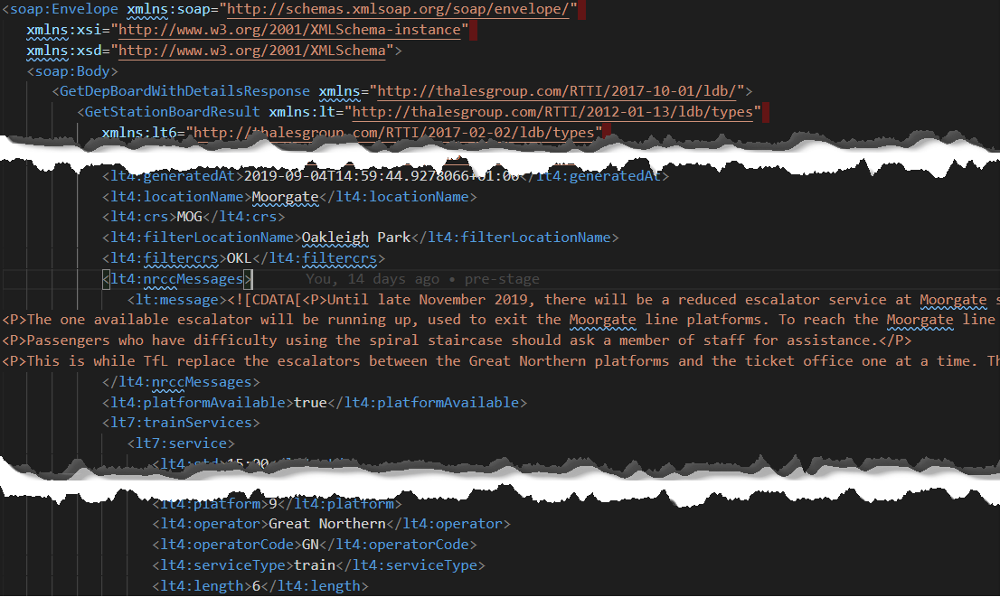 <soap:Envelope xmlns:soap="http://schemas.xmlsoap.org/soap/envelope/"
xmlns:xsi="http://www.w3.org/2001/XMLSchema-instance"
xmlns:xsd="http://www.w3.org/2001/XMLSchema">
<soap:Body>
<GetDepBoardWithDetailsResponse xmlns="http://thalesgroup.com/RTTI/2017-10-01/ldb/">
<GetStationBoardResult xmlns:lt="http://thalesgroup.com/RTTI/2012-01-13/ldb/types"
xmlns:lt6="http://thalesgroup.com/RTTI/2017-02-02/ldb/types"
<lt4:generatedAt>2019-09-04T14:59:44.9278066+01:00</lt4:generatedAt>
<lt4:locationName>Moorgate</lt4:locationName>
<lt4:crs>MOG</lt4:crs>
<lt4:filterLocationName>Oakleigh Park</lt4:filterLocationName>
<lt4:filtercrs>OKL</lt4:filtercrs>
<lt4:nrccMessages> You, 14 days ago • pre-stage
<lt:message><![CDATA[<P>Until late November 2019, there will be a reduced escalator service at Moorgate s
<P>The one available escalator will be running up, used to exit the Moorgate line platforms. To reach the Moorgate line
<P>Passengers who have difficulty using the spiral staircase should ask a member of staff for assistance.</P>
<P>This is while TfL replace the escalators between the Great Northern platforms and the ticket office one at a time. Th
</lt4:nrccMessages>
<lt4:platformAvailable>true</lt4:platformAvailable>
<lt7:trainServices>
<lt7:service>
<lt4:std>15:00
<lt4:platform>9</lt4:platform>
<lt4:operator>Great Northern</lt4:operator>
<lt4:operatorCode>GN</lt4:operatorCode>
<lt4:serviceType>train</lt4:serviceType>
<lt4:length>6</lt4:length>